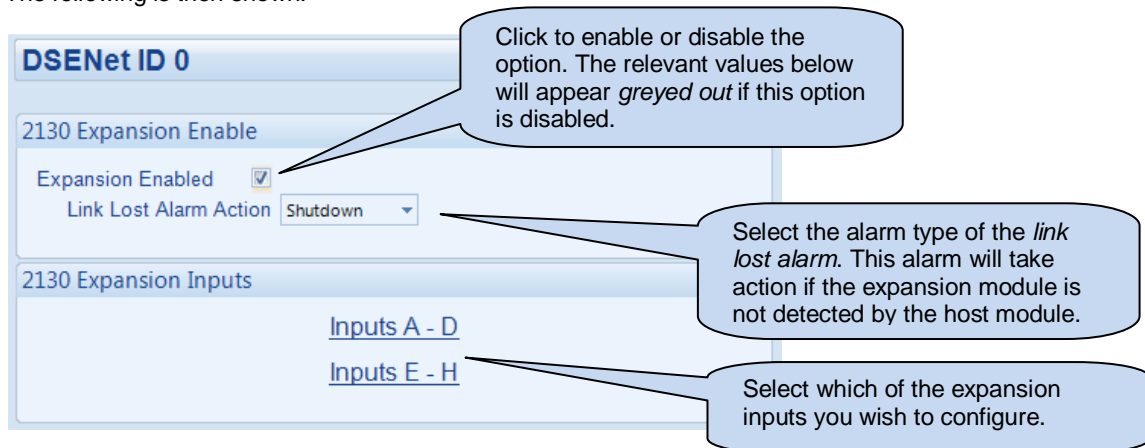 The following is then shown:
DSENet ID 0
Click to enable or disable the
option. The relevant values below
will appear greyed out if this option
is disabled.
2130 Expansion Enable
Expansion Enabled
Link Lost Alarm Action Shutdown
Select the alarm type of the link
lost alarm. This alarm will take
action if the expansion module is
not detected by the host module.
2130 Expansion Inputs
Inputs A - D
Inputs E - H
Select which of the expansion
inputs you wish to configure.